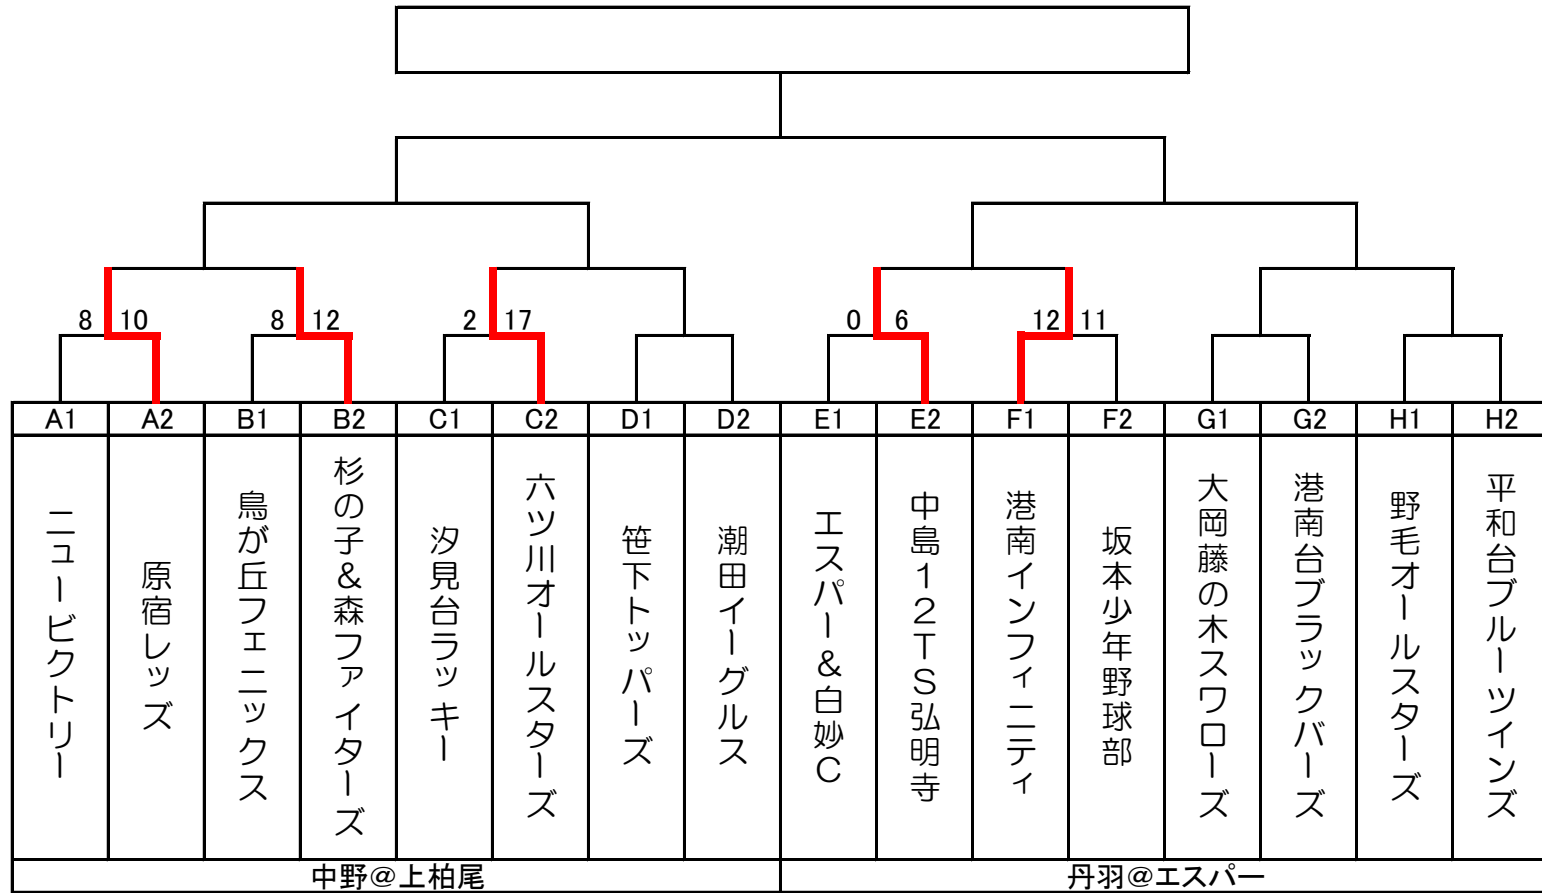 8 10 8 12 2 17 0 6 12 11
A1 A2 B1 B2 C1 C2 D1 D2 E1 E2 F1 F2 G1 G2 H1 H2
ニュービクトリー
原宿レッズ
鳥が丘フェニックス
杉の子&森ファイターズ
汐見台ラッキー
六ツ川オールスターズ
笹下トッパーズ
潮田イーグルス
エスパー&白妙C
中島12TS弘明寺
港南インフィニティ
坂本少年野球部
大岡藤の木スワローズ
港南台ブラックバーズ
野毛オールスターズ
平和台ブルーツインズ
中野@上柏尾 丹羽@エスパー